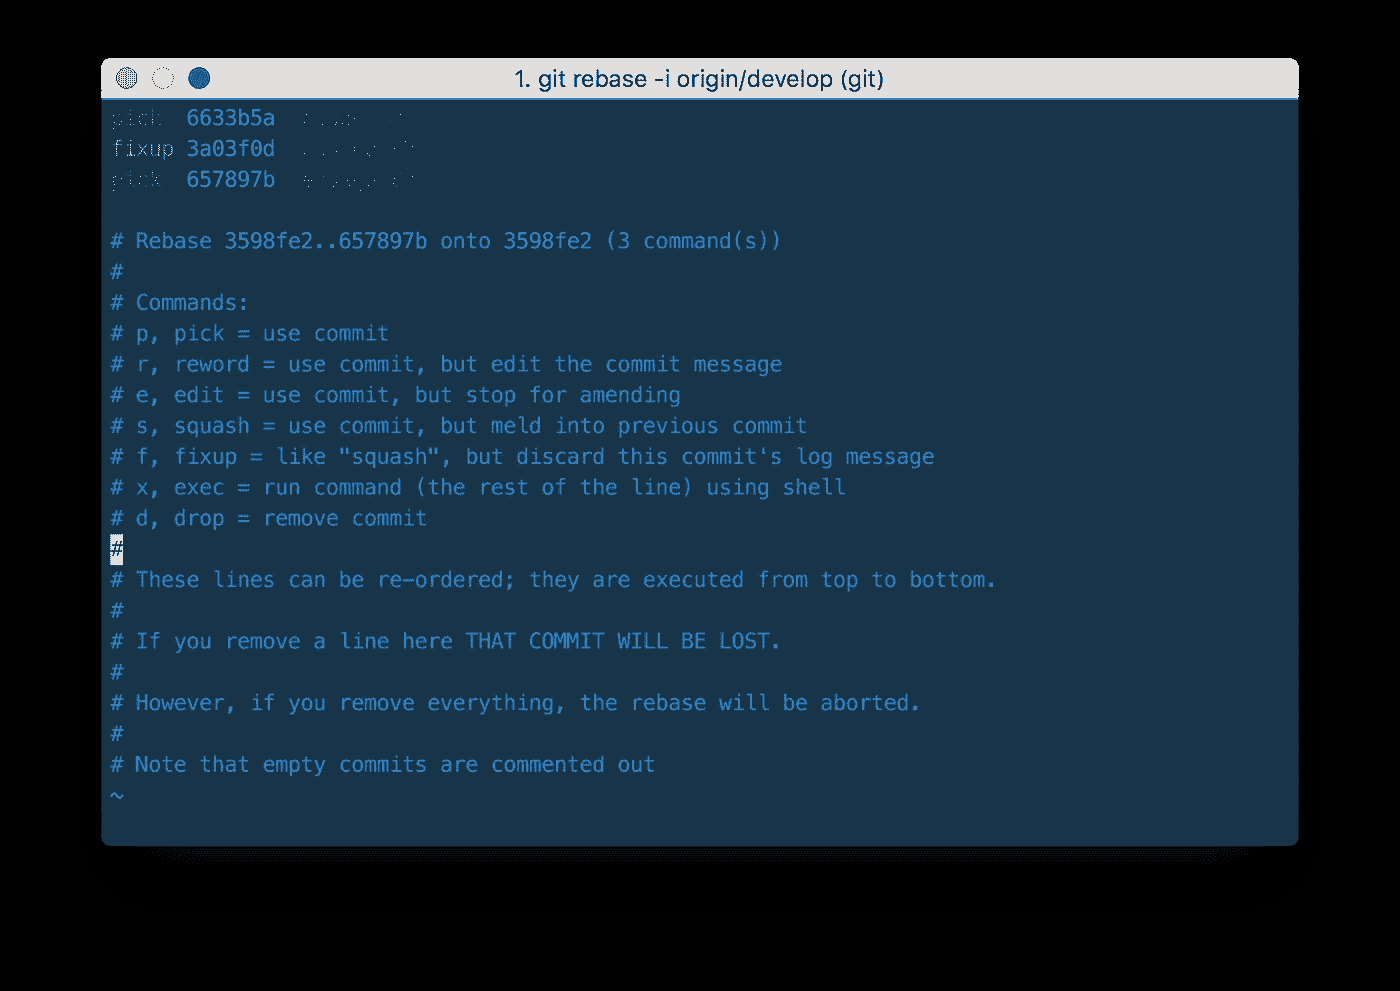 1. git rebase -i origin/develop (git)
pick 6633b5a
fixup 3a03f0d
pick 657897b
# Rebase 3598fe2..657897b onto 3598fe2 (3 command(s))
#
# Commands:
# p, pick = use commit
# r, reword = use commit, but edit the commit message
# e, edit = use commit, but stop for amending
# s, squash = use commit, but meld into previous commit
# f, fixup = like "squash", but discard this commit's log message
# x, exec = run command (the rest of the line) using shell
# d, drop = remove commit
#
# These lines can be re-ordered; they are executed from top to bottom.
#
# If you remove a line here THAT COMMIT WILL BE LOST.
#
# However, if you remove everything, the rebase will be aborted.
#
# Note that empty commits are commented out
~